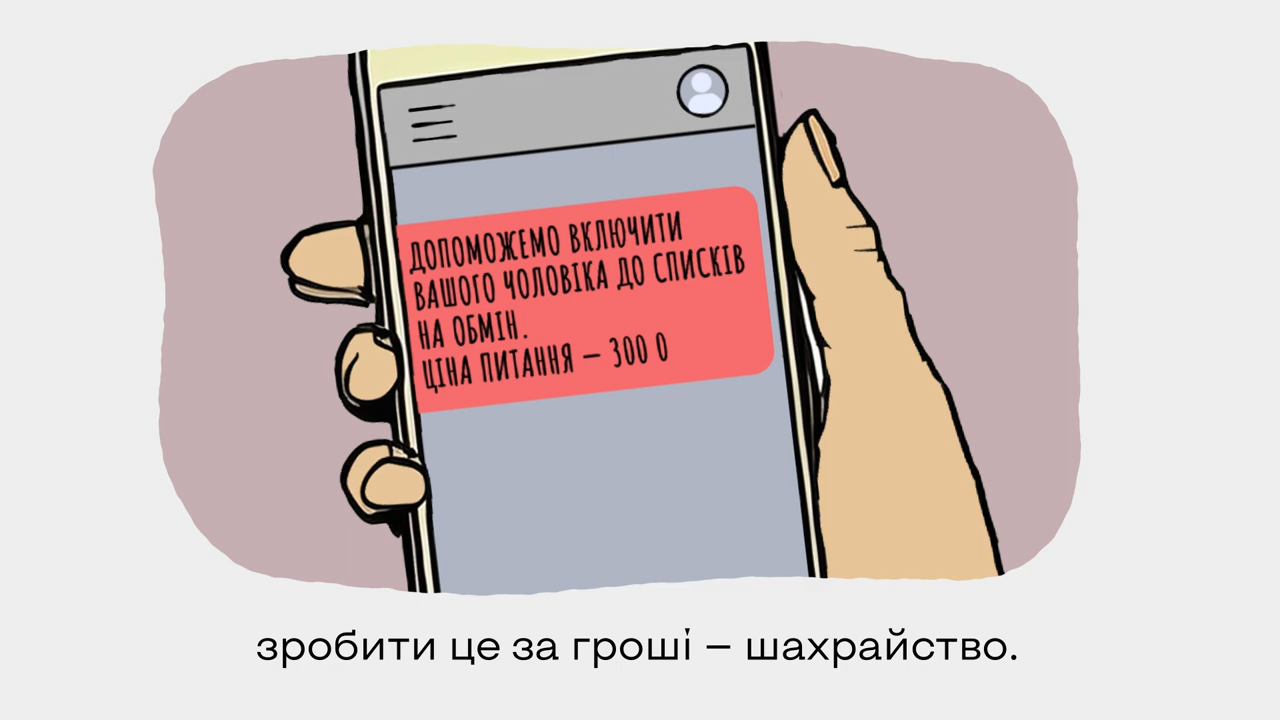 ДОПОМОЖЕМО ВКЛЮЧИТИ
ВАШОГО ЧОЛОВІКА ДО СПИСКІВ
НА ОБМІН.
ЦІНА ПИТАННЯ – 300 0
зробити це за гроші – шахрайство.